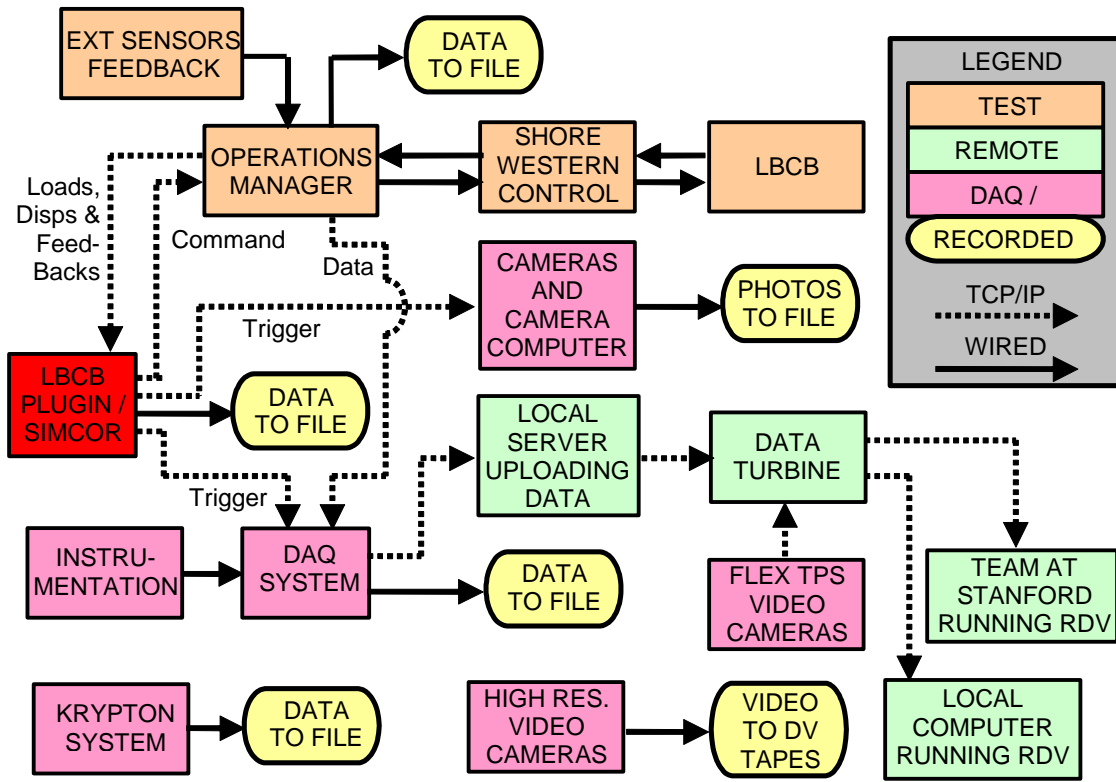 EXT SENSORS
FEEDBACK
DATA
TO FILE
LEGEND
TEST
REMOTE
DAQ /
RECORDED
TCP/IP
WIRED
OPERATIONS
MANAGER
SHORE
WESTERN
CONTROL
LBCB
Loads,
Disps &
Feed-
Backs
Command
Data
Trigger
CAMERAS
AND
CAMERA
COMPUTER
PHOTOS
TO FILE
LBCB
PLUGIN /
SIMCOR
DATA
TO FILE
LOCAL
SERVER
UPLOADING
DATA
DATA
TURBINE
Trigger
INSTRU-
MENTATION
DAQ
SYSTEM
DATA
TO FILE
FLEX TPS
VIDEO
CAMERAS
TEAM AT
STANFORD
RUNNING RDV
KRYPTON
SYSTEM
DATA
TO FILE
HIGH RES.
VIDEO
CAMERAS
VIDEO
TO DV
TAPES
LOCAL
COMPUTER
RUNNING RDV